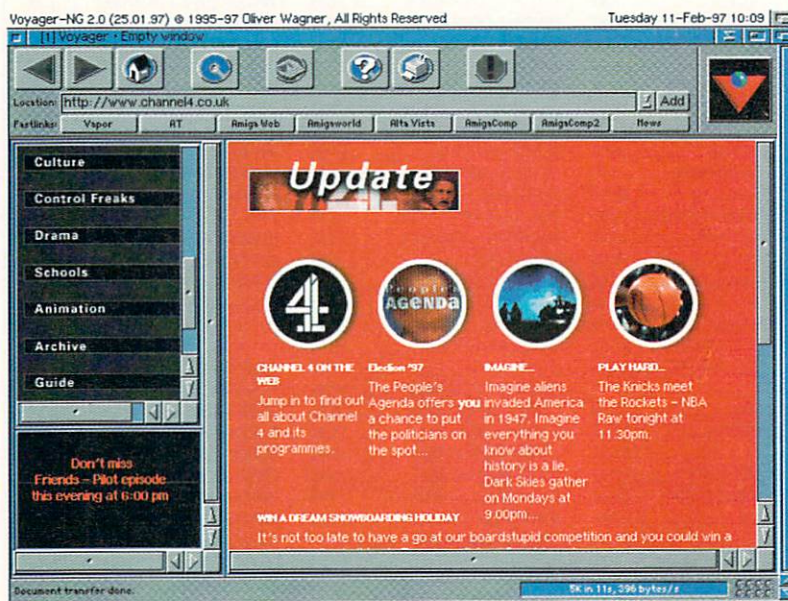 Voyager-NG 2.0 (25.01.97) © 1995-97 Oliver Wagner, All Rights Reserved
Tuesday 11-Feb-97 10:09
[1] Voyager • Empty window
Location: http://www.channel4.co.uk
Add
Fastlinks: Vapor AT Amiga Web Amigaworld Alta Vista AmigaComp AmigaComp2 News
Culture
Control Freaks
Drama
Schools
Animation
Archive
Guide
Don't miss
Friends - Pilot episode
this evening at 6:00 pm
Update
4
People's
AGENDA
CHANNEL 4 ON THE
WEB
Jump in to find out
all about Channel
4 and its
programmes.
Election '97
The People's
Agenda offers you
a chance to put
the politicians on
the spot...
IMAGINE...
Imagine aliens
invaded America
in 1947. Imagine
everything you
know about
history is a lie.
Dark Skies gather
on Mondays at
9.00pm...
PLAY HARD...
The Knicks meet
the Rockets – NBA
Raw tonight at
11.30pm.
WIN A DREAM SNOWBOARDING HOLIDAY
It's not too late to have a go at our boardstupid competition and you could win a
Document transfer done.
5K in 11s, 396 bytes/s